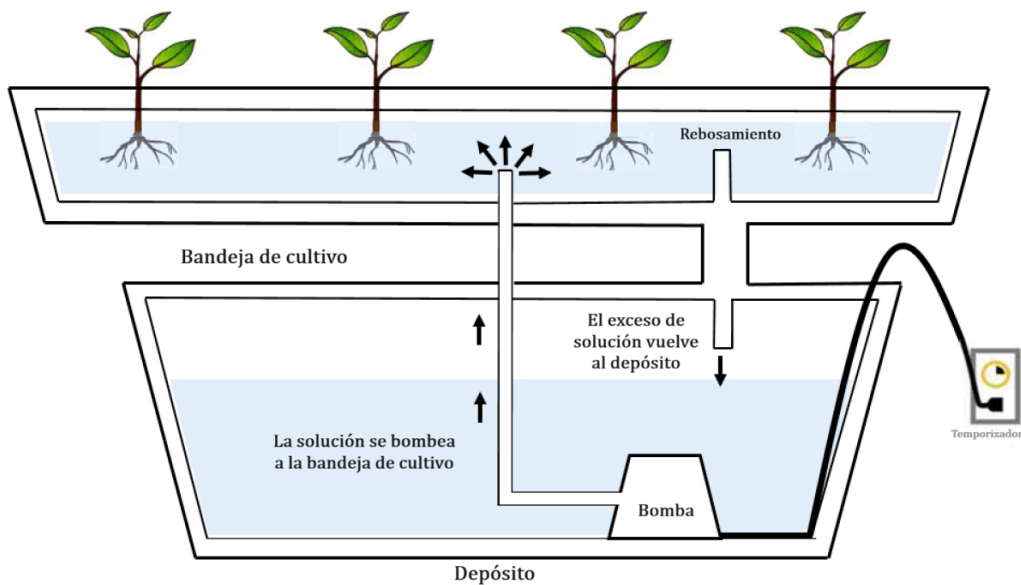 Rebosamiento
Bandeja de cultivo
El exceso de
solución vuelve
al depósito
Temporizador
La solución se bombea
a la bandeja de cultivo
Bomba
Depósito